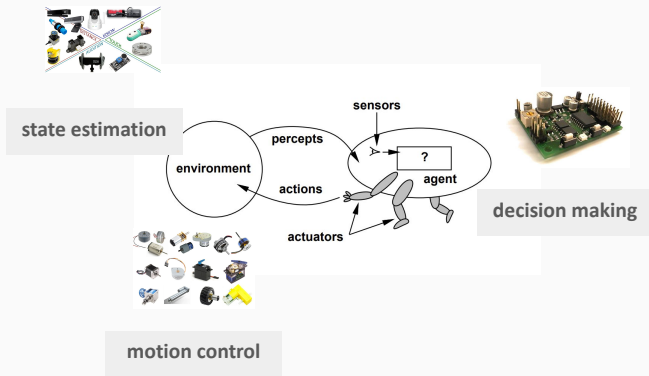 state estimation
sensors
percepts
environment
?
agent
actions
actuators
decision making
motion control